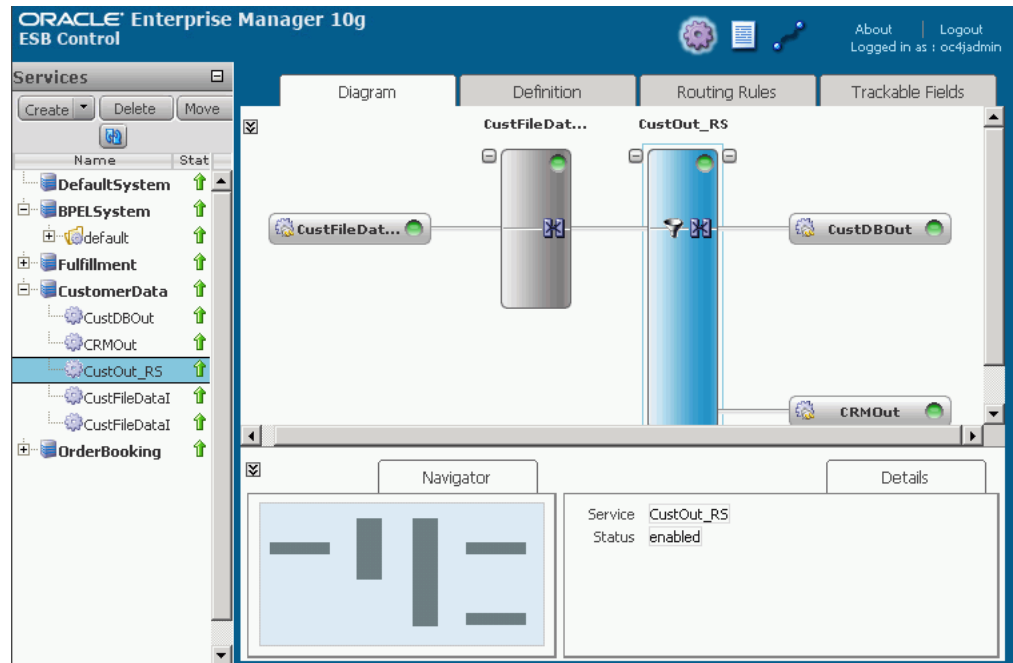 ORACLE Enterprise Manager 10g
ESB Control
About | Logout
Logged in as : oc4jadmin
Services
Create Delete Move
Name Stat
DefaultSystem
BPELSystem
default
Fulfillment
CustomerData
CustDBOut
CRMOut
CustOut_RS
CustFileDataI
CustFileDataI
OrderBooking
Diagram Definition Routing Rules Trackable Fields
CustFileDat... CustOut_RS
CustFileDat... CustDBOut
CRMOut
Navigator
Details
Service CustOut_RS
Status enabled